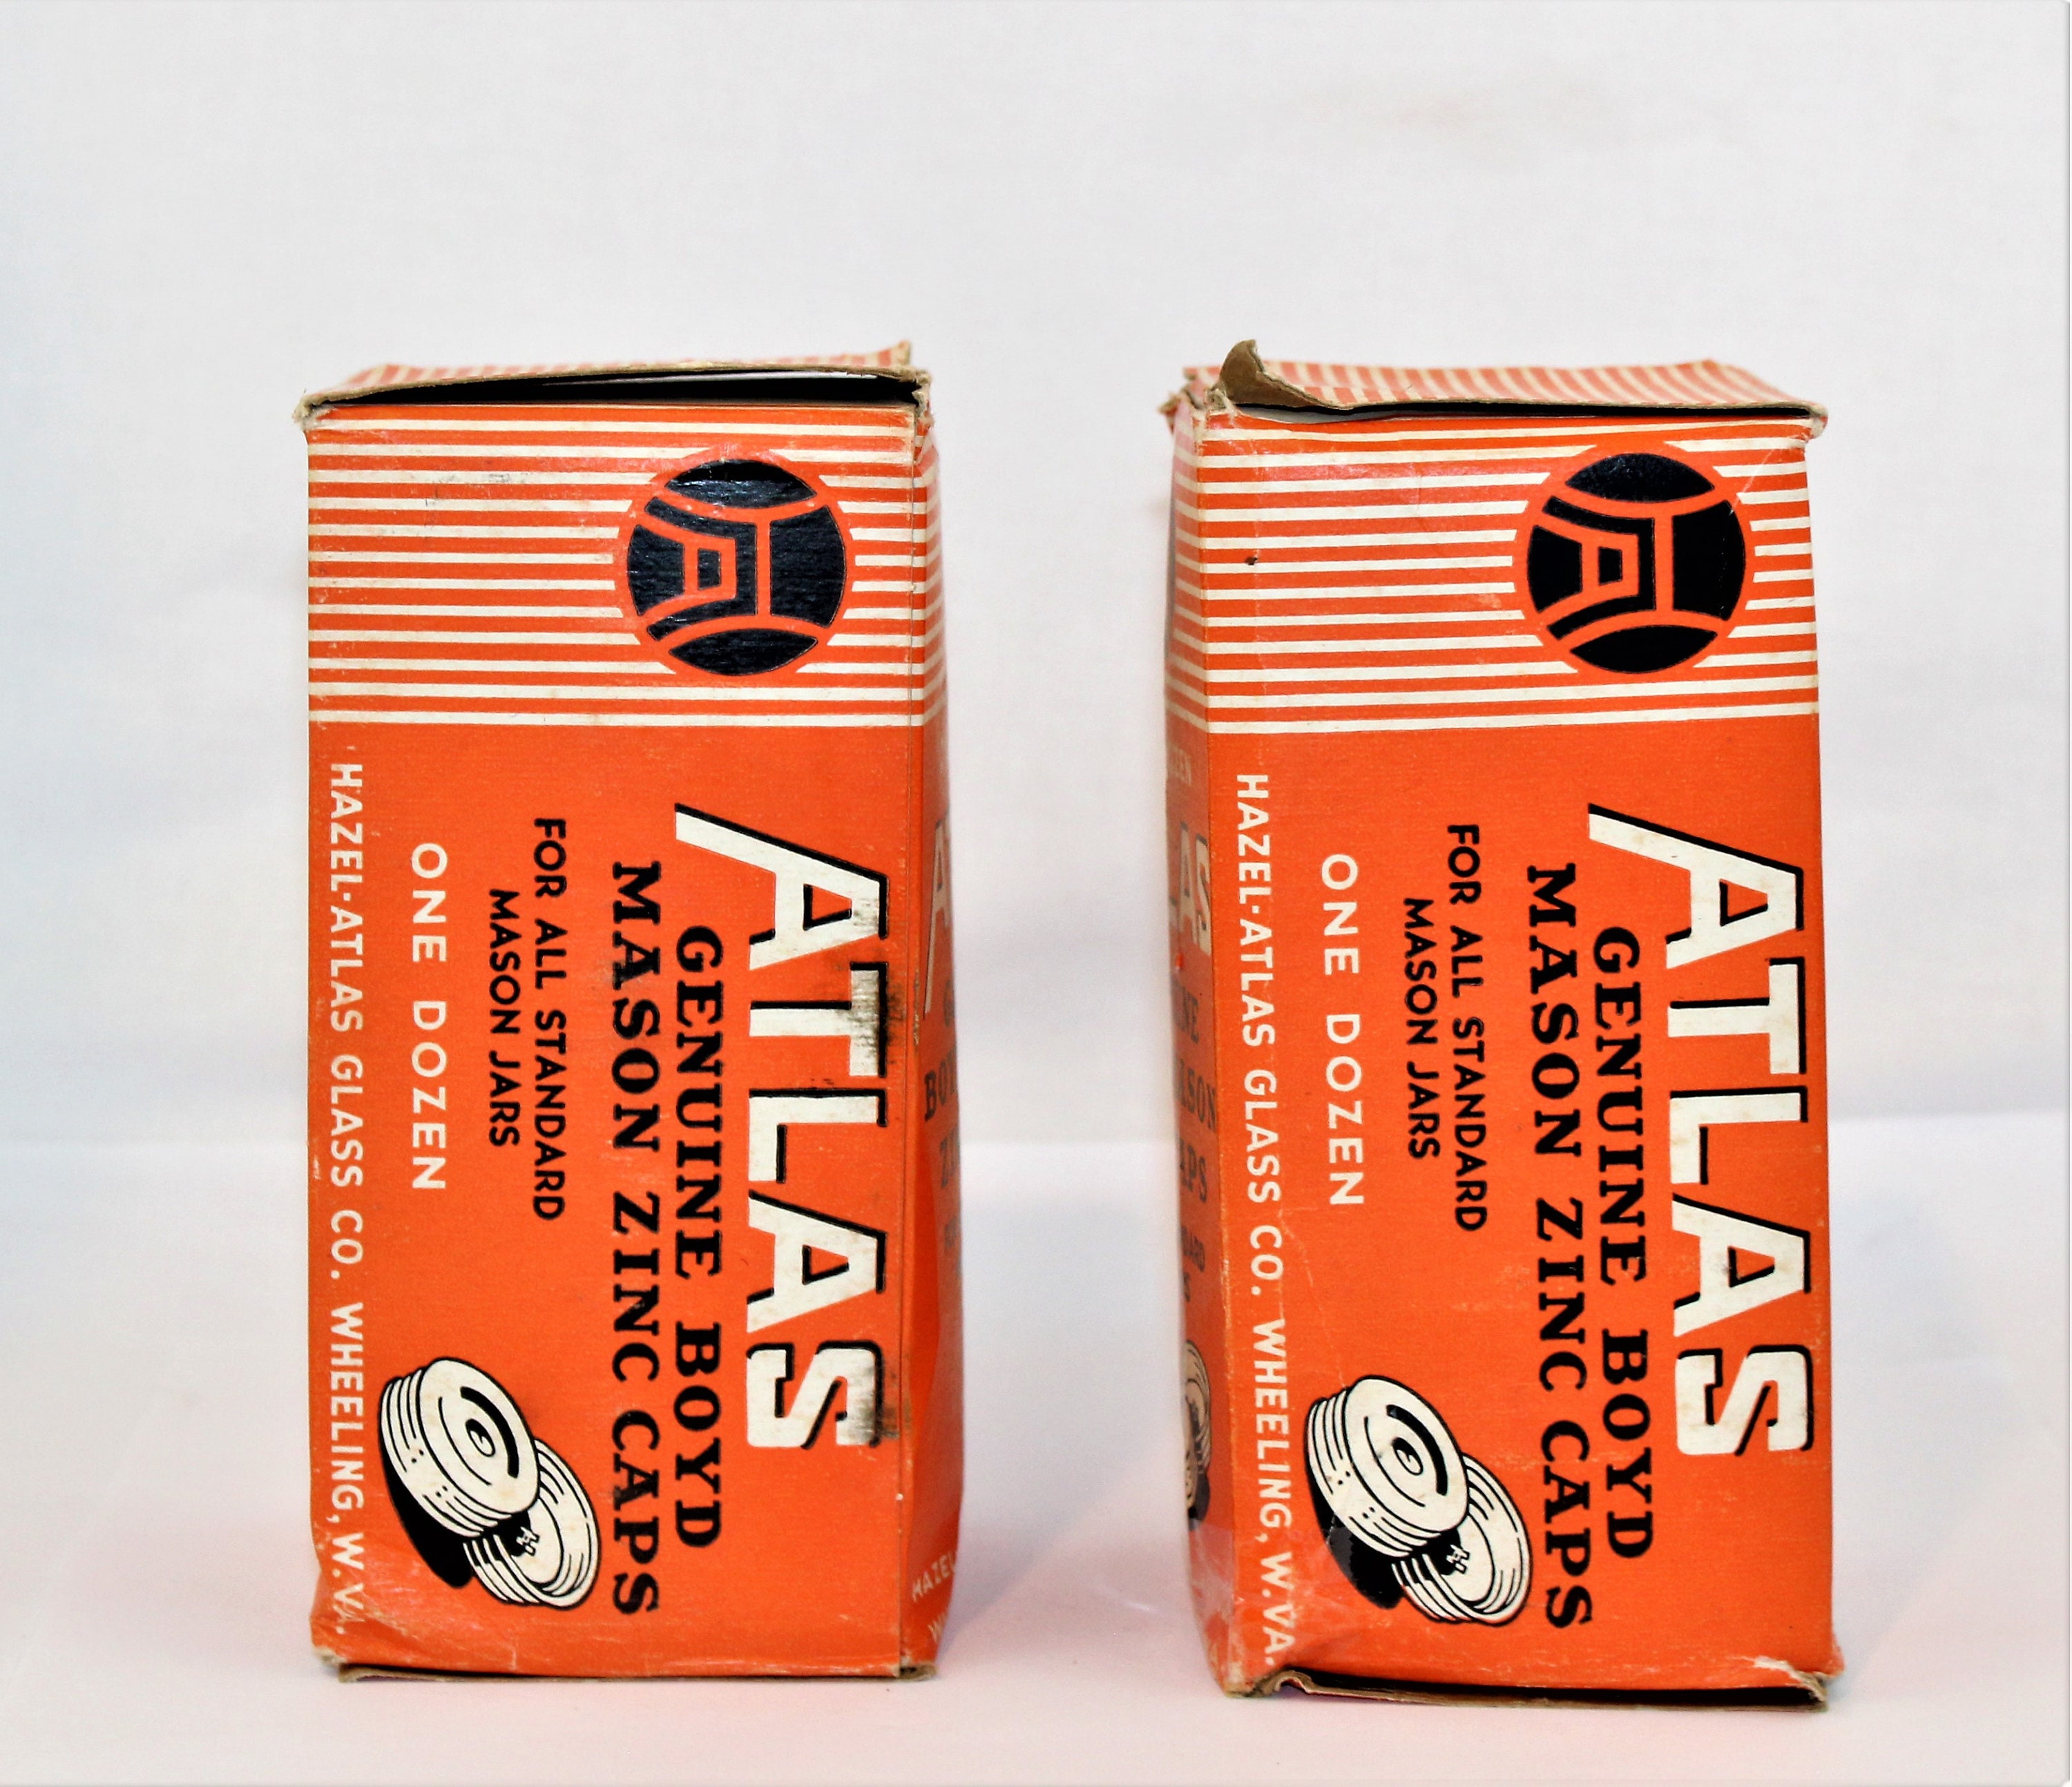 ATLAS
GENUINE BOYD
MASON ZINC CAPS
FOR ALL STANDARD
MASON JARS
ONE DOZEN
HAZEL-ATLAS GLASS CO. WHEELING, W.VA.
ATLAS
GENUINE BOYD
MASON ZINC CAPS
FOR ALL STANDARD
MASON JARS
ONE DOZEN
HAZEL-ATLAS GLASS CO. WHEELING, W.VA.